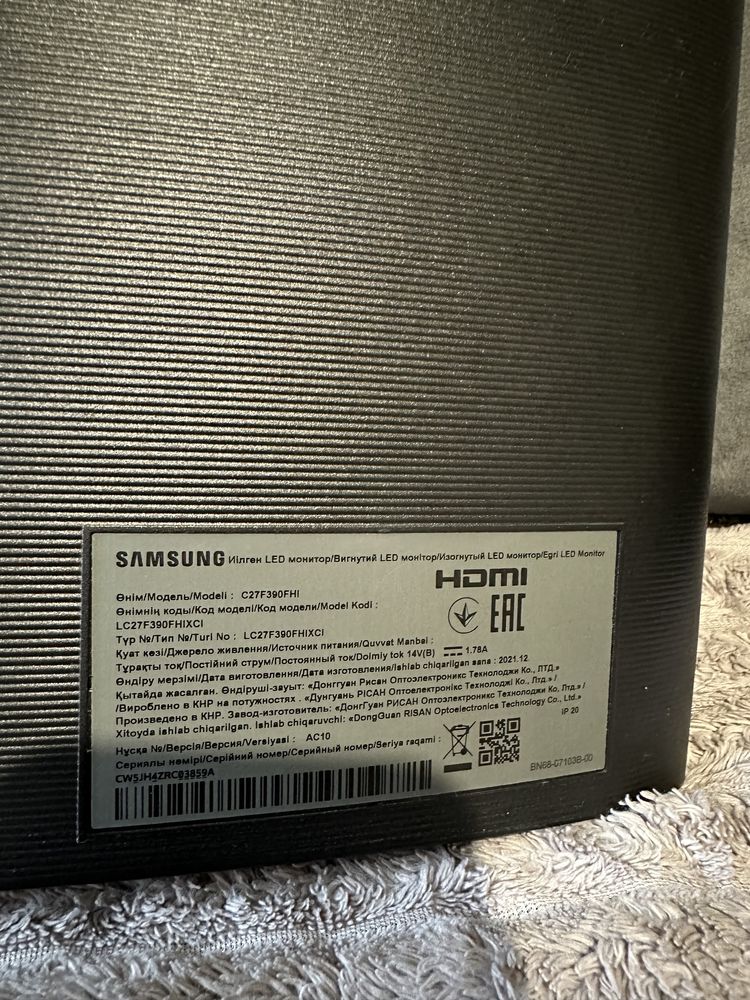 SAMSUNG Иілген LED монитор/Вигнутий LED монітор/Изогнутый LED монитор/Egri LED Monitor
HDMI
Өнім/Модель/Modeli : C27F390FHI
Өнімнің коды/Код моделі/Код модели/Model Kodi :
LC27F390FHIXCI
EAC
Түр №/Тип №/Turi No : LC27F390FHIXCI
Қуат көзі/Джерело живлення/Источник питания/Quvvat Manbai :
Тұрақты тоқ/Постійний струм/Постоянный ток/Doimiy tok 14V(В) 1.78A
Өндіру мерзімі/Дата виготовлення/Дата изготовления/Ishlab chiqarilgan sana : 2021.12.
Қытайда жасалған. Өндіруші-зауыт: «Донггуан Рисан Оптоэлектроникс Текнолоджи Ко., ЛТД.» /
/Вироблено в КНР на потужностях . «Дунгуань РІСАН Оптоелектронікс Технолоджі Ко., Лтд.» /
Произведено в КНР. Завод-изготовитель: «ДонгГуан РИСАН Оптоэлектроникс Текнолоджи Ко., Лтд.»/
Xitoyda ishlab chiqarilgan. Ishlab chiqaruvchi: «DongGuan RISAN Optoelectronics Technology Co., Ltd.»
IP 20
Нұсқа №/Версія/Версия/Versiyasi : AC10
Сериялы нөмірі/Серійний номер/Серийный номер/Seriya raqami :
CW5JH4ZRC03859A
BN68-07103B-00